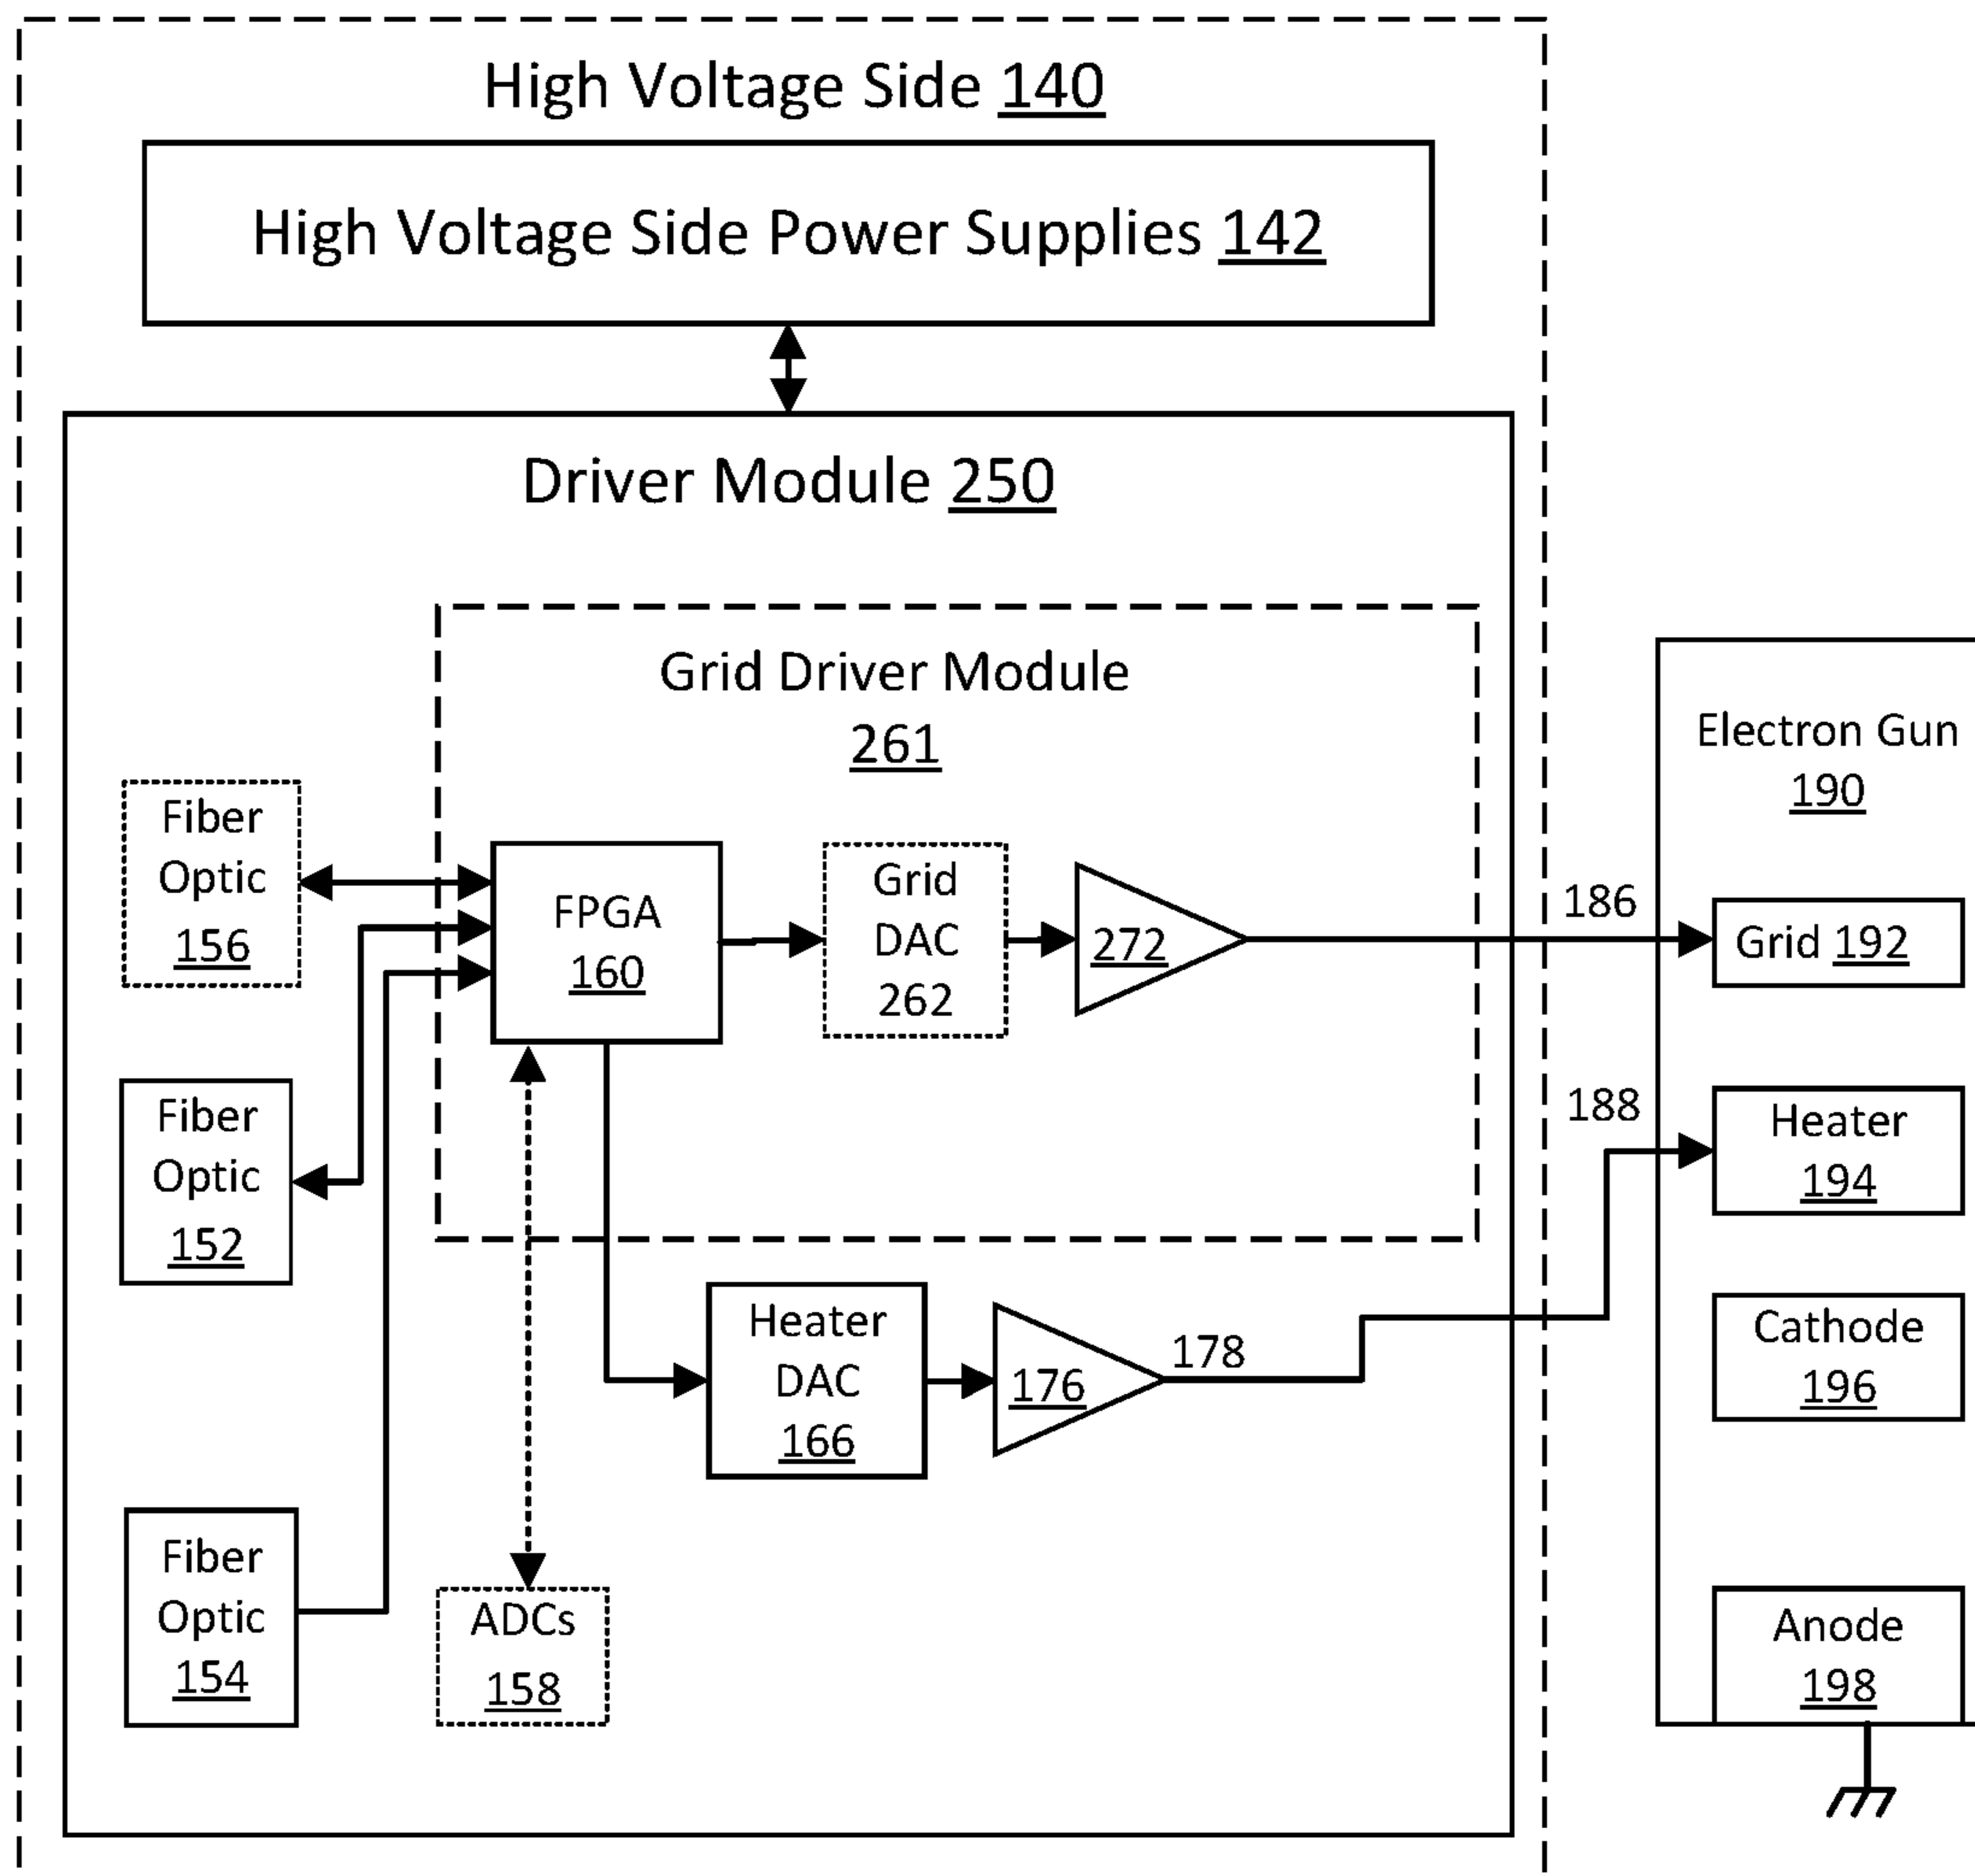 High Voltage Side 140
High Voltage Side Power Supplies 142
Driver Module 250
Grid Driver Module
261
Electron Gun
190
Fiber
Optic
156
FPGA
160
Grid
DAC
262
272
186
Grid 192
Fiber
Optic
152
188
Heater
194
Heater
DAC
166
176
178
Cathode
196
Fiber
Optic
154
ADCs
158
Anode
198